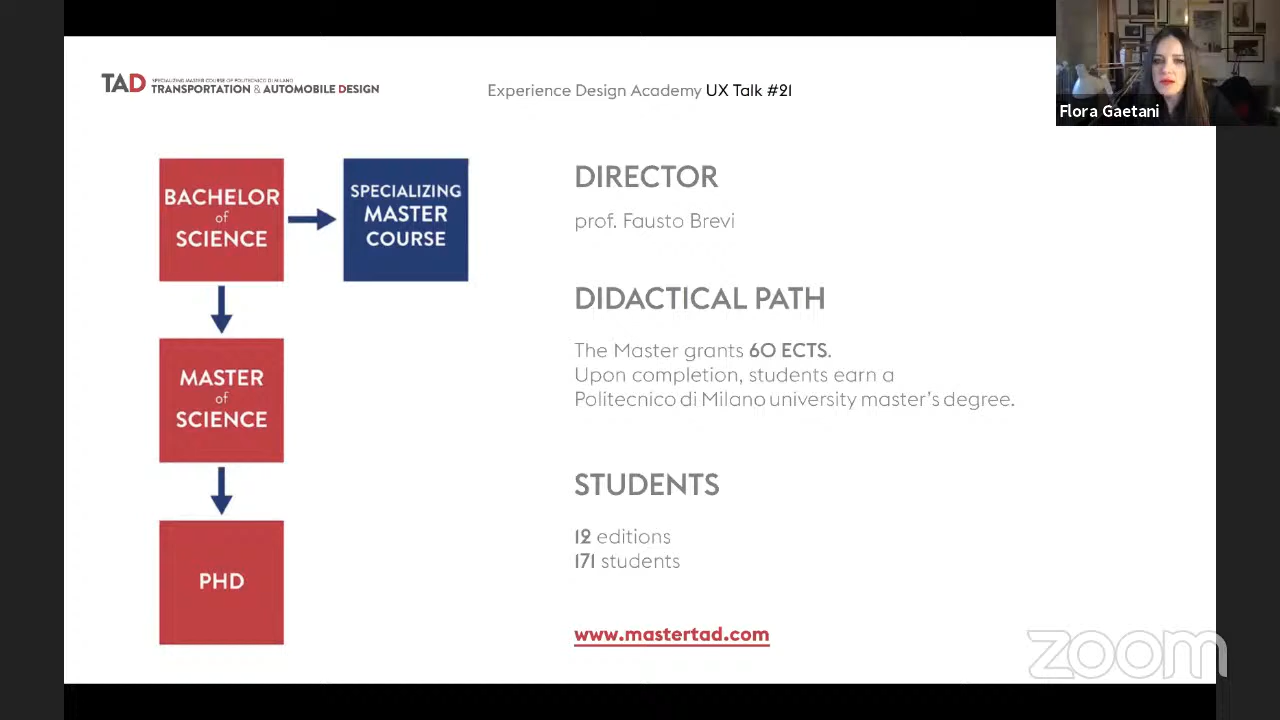 TAD SPECIALIZING MASTER COURSE OF POLITECNICO DI MILANO
TRANSPORTATION & AUTOMOBILE DESIGN
Experience Design Academy UX Talk #21
Flora Gaetani
BACHELOR
of
SCIENCE
SPECIALIZING
MASTER
COURSE
MASTER
of
SCIENCE
PHD
DIRECTOR
prof. Fausto Brevi
DIDACTICAL PATH
The Master grants 60 ECTS.
Upon completion, students earn a
Politecnico di Milano university master's degree.
STUDENTS
12 editions
171 students
www.mastertad.com
zoom